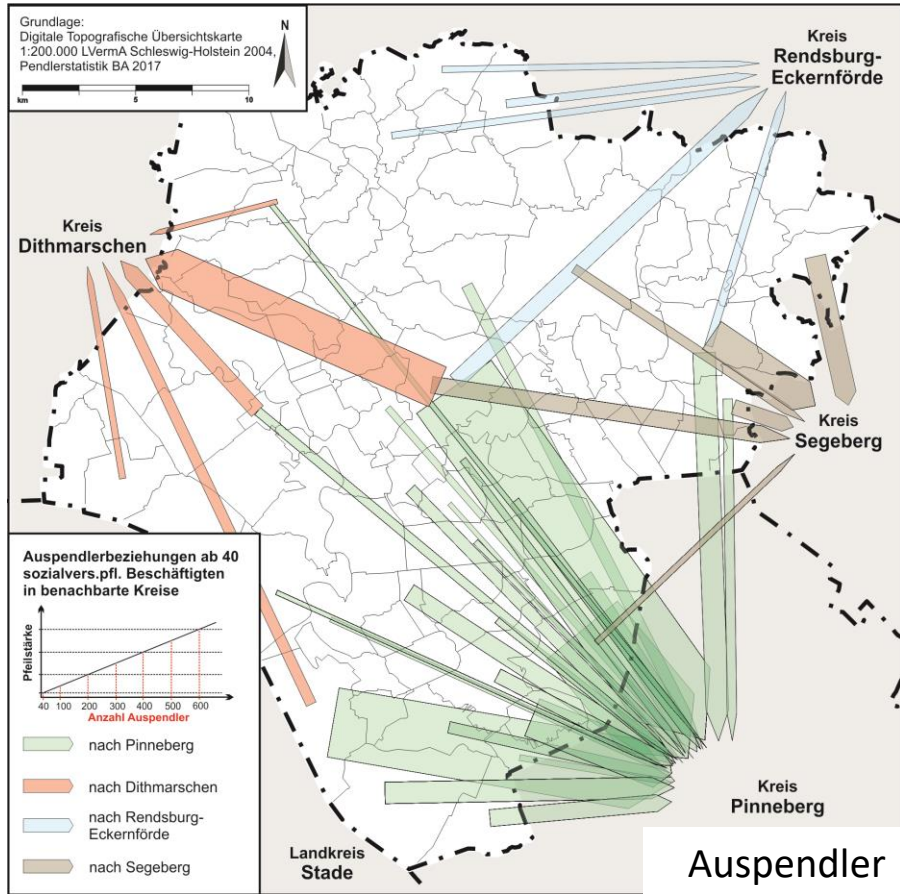 Grundlage:
Digitale Topografische Übersichtskarte
1:200.000 LVermA Schleswig-Holstein 2004,
Pendlerstatistik BA 2017
N
km 5 10
Kreis
Rendsburg-
Eckernförde
Kreis
Dithmarschen
Kreis
Segeberg
Auspendlerbeziehungen ab 40
sozialvers.pfl. Beschäftigten
in benachbarte Kreise
Pfeilstärke
40 100 200 300 400 500 600
Anzahl Auspendler
nach Pinneberg
nach Dithmarschen
nach Rendsburg-
Eckernförde
nach Segeberg
Landkreis
Stade
Kreis
Pinneberg
Auspendler